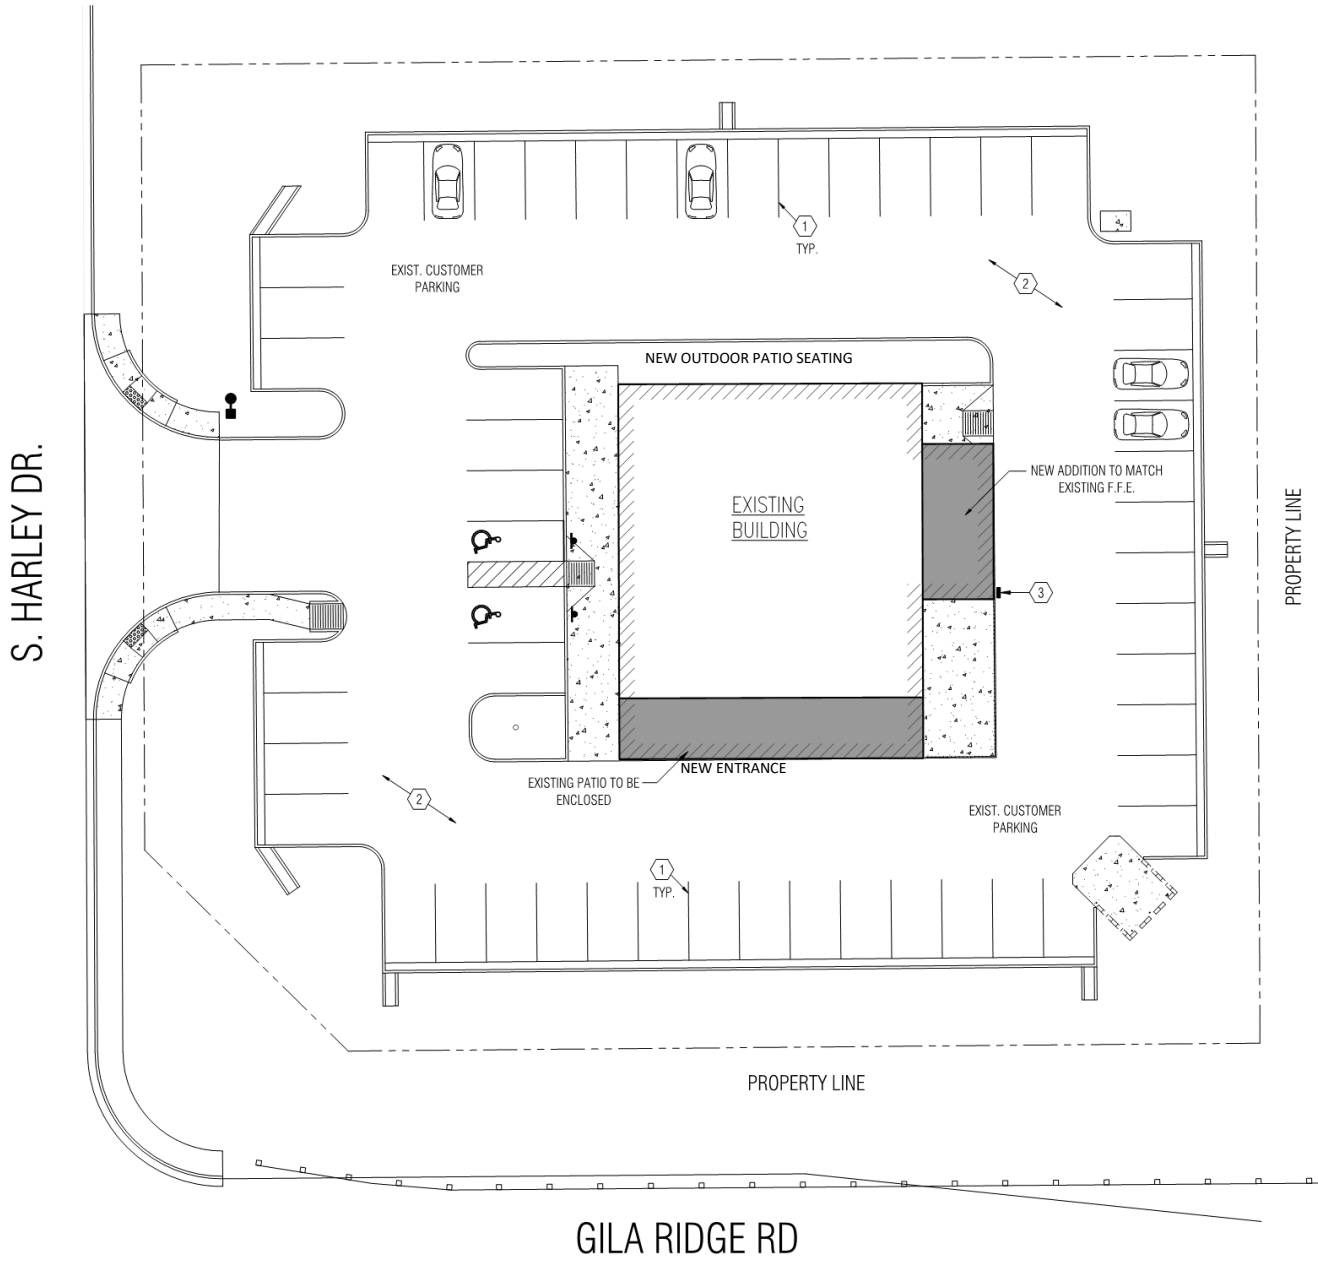 1
TYP.
EXIST. CUSTOMER
PARKING
2
NEW OUTDOOR PATIO SEATING
S. HARLEY DR.
EXISTING
BUILDING
NEW ADDITION TO MATCH
EXISTING F.F.E.
PROPERTY LINE
3
NEW ENTRANCE
EXISTING PATIO TO BE
ENCLOSED
2
EXIST. CUSTOMER
PARKING
1
TYP.
PROPERTY LINE
GILA RIDGE RD